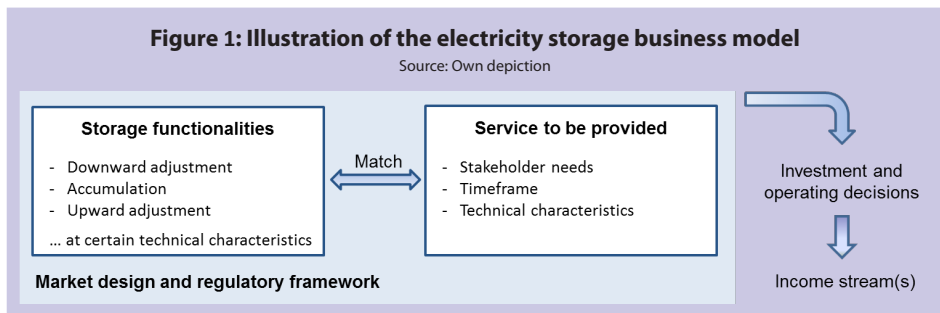 Figure 1: Illustration of the electricity storage business model
Source: Own depiction
Storage functionalities
- Downward adjustment
- Accumulation
- Upward adjustment
... at certain technical characteristics
Match
Service to be provided
- Stakeholder needs
- Timeframe
- Technical characteristics
Market design and regulatory framework
Investment and
operating decisions
Income stream(s)